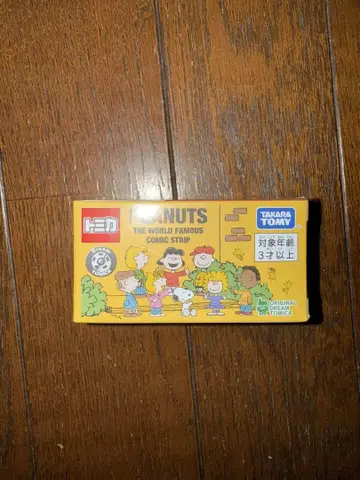 トミカ
PEANUTS
THE WORLD FAMOUS
COMIC STRIP
TAKARA
TOMY
対象年齢
3才以上
ORIGINAL
DREAM
TOMICA